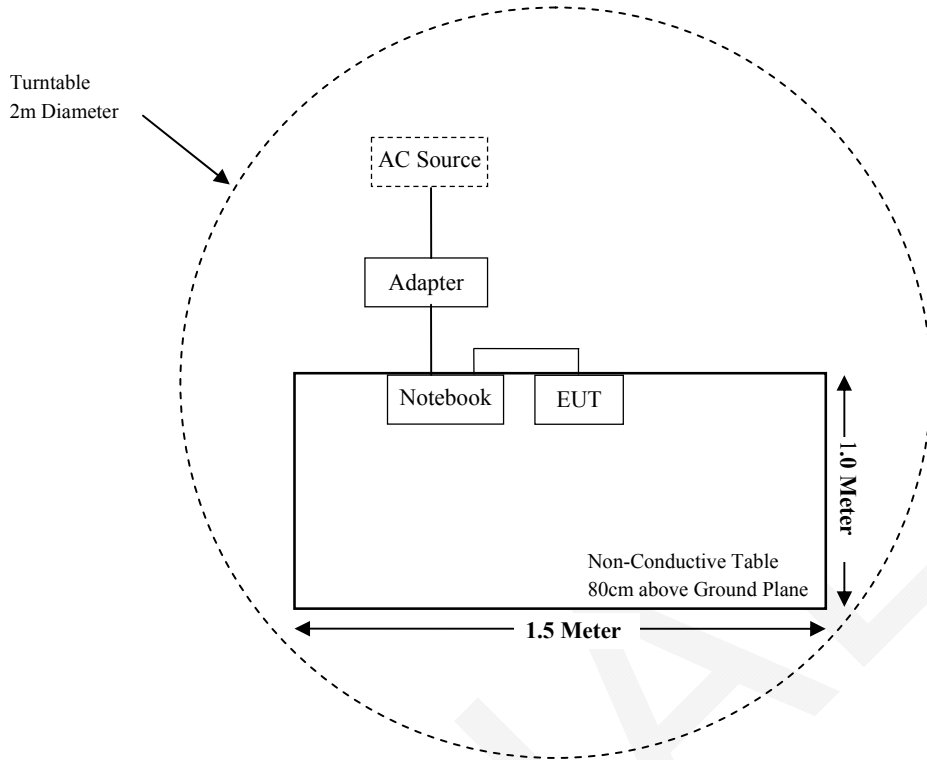 Turntable
2m Diameter
AC Source
Adapter
Notebook
EUT
1.0 Meter
Non-Conductive Table
80cm above Ground Plane
1.5 Meter